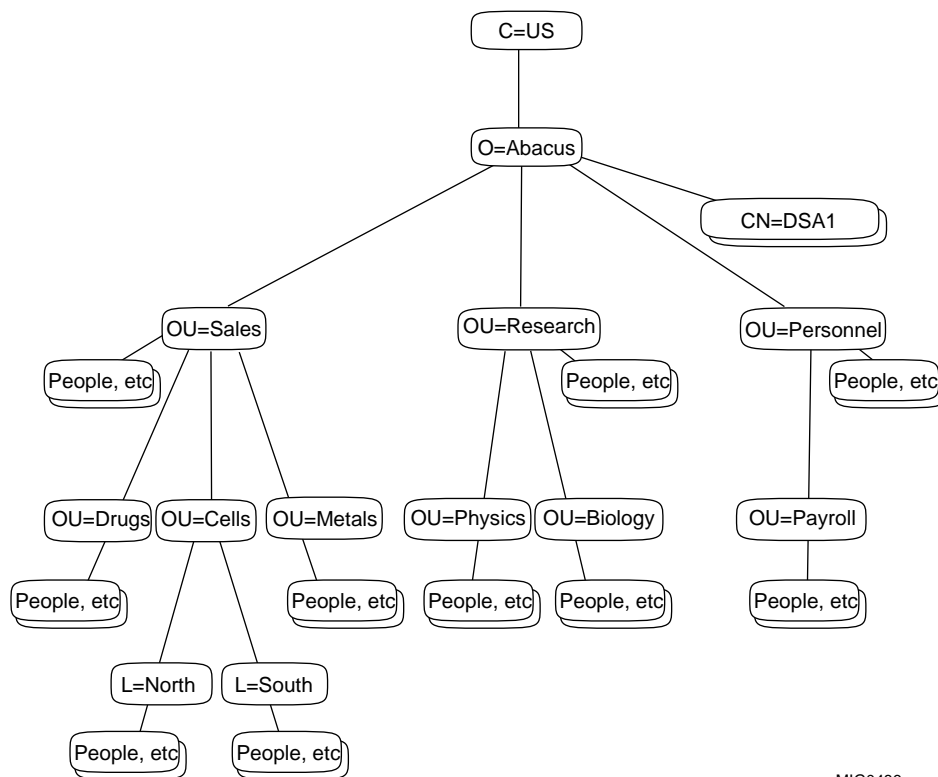 C=US
O=Abacus
CN=DSA1
OU=Sales
OU=Research
OU=Personnel
People, etc
People, etc
People, etc
OU=Drugs
OU=Cells
OU=Metals
OU=Physics
OU=Biology
OU=Payroll
People, etc
People, etc
People, etc
People, etc
People, etc
L=North
L=South
People, etc
People, etc